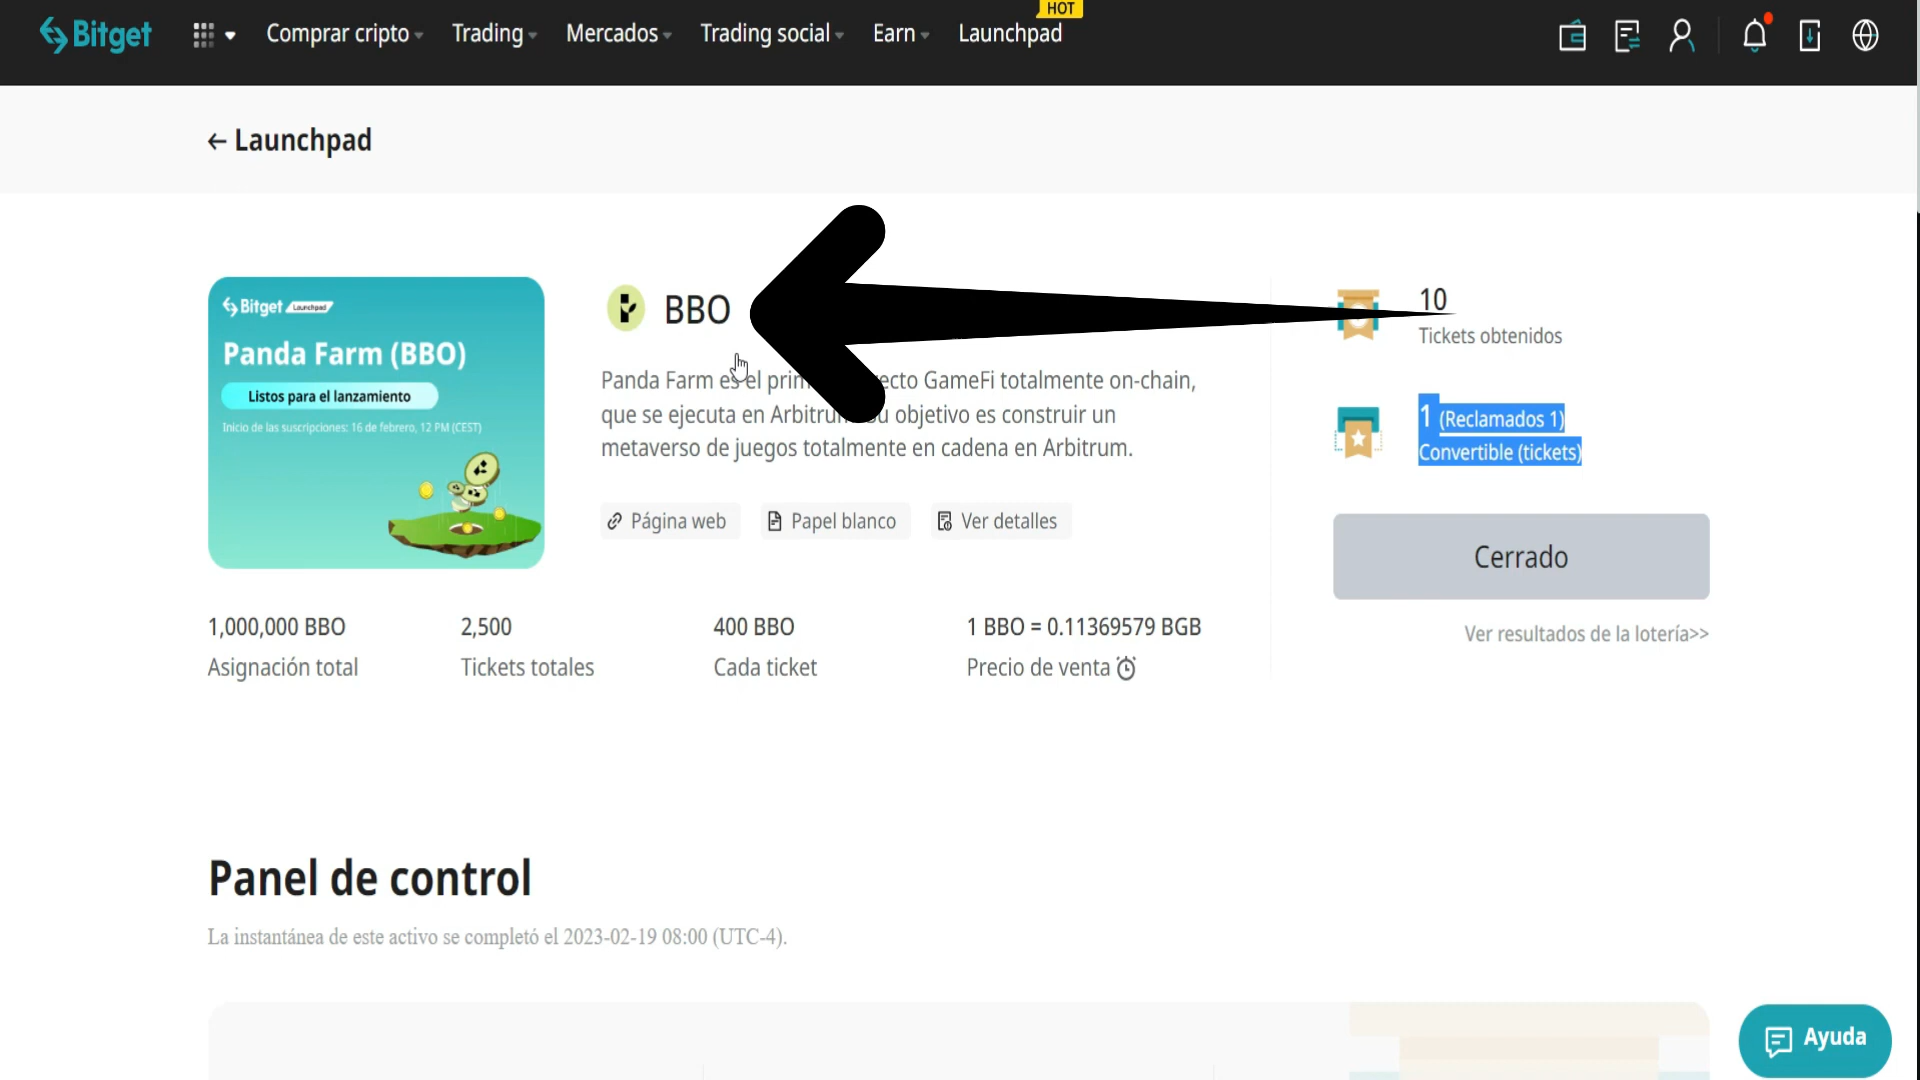 Bitget
Comprar cripto
Trading
Mercados
Trading social
Earn
Launchpad
HOT
← Launchpad
Bitget Launchpad
Panda Farm (BBO)
Listos para el lanzamiento
Inicio de las suscripciones: 16 de febrero, 12 PM (CEST)
BBO
Panda Farm es el GameFi totalmente on-chain,
que se ejecuta en objetivo es construir un
metaverso de juegos totalmente en cadena en Arbitrum.
Página web
Papel blanco
Ver detalles
1,000,000 BBO
Asignación total
2,500
Tickets totales
400 BBO
Cada ticket
1 BBO = 0.11369579 BGB
Precio de venta
10
Tickets obtenidos
1 (Reclamados 1)
Convertible (tickets)
Cerrado
Ver resultados de la lotería>>
Panel de control
La instantánea de este activo se completó el 2023-02-19 08:00 (UTC-4).
Ayuda